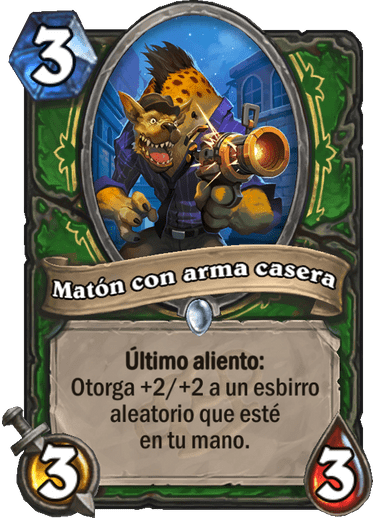 3
Matón con arma casera
Último aliento:
Otorga +2/+2 a un esbirro
aleatorio que esté
en tu mano.
3
3